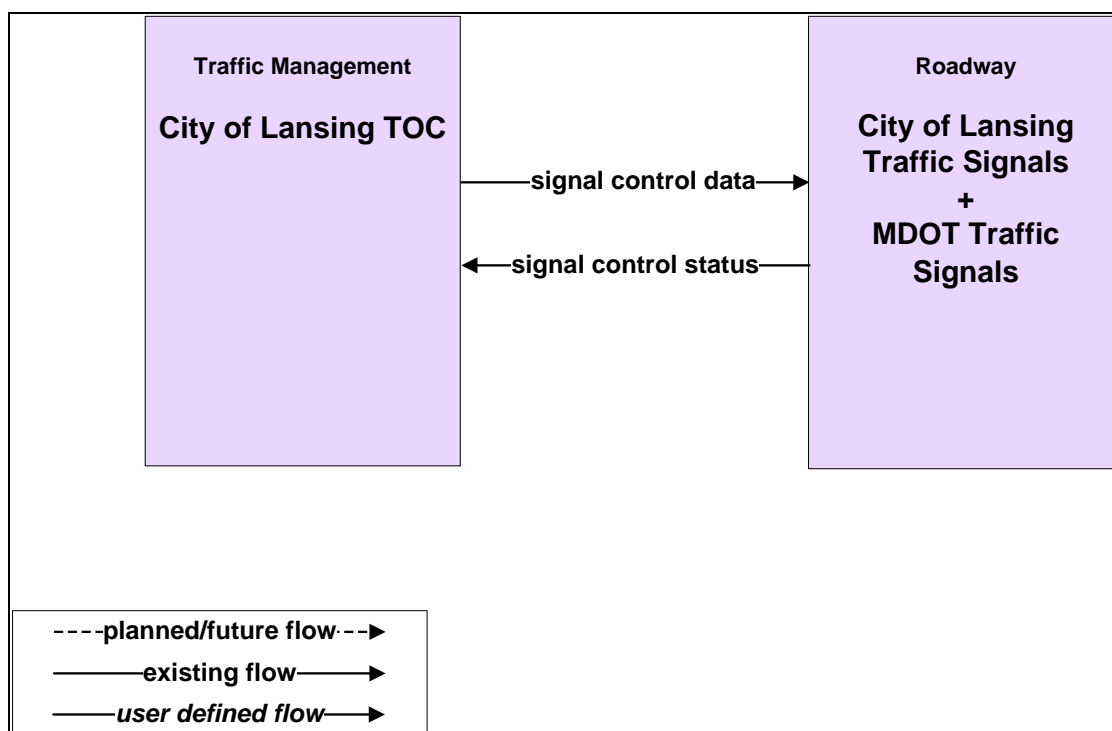 Traffic Management
City of Lansing TOC
Roadway
City of Lansing
Traffic Signals
+
MDOT Traffic
Signals
signal control data
signal control status
planned/future flow
existing flow
user defined flow